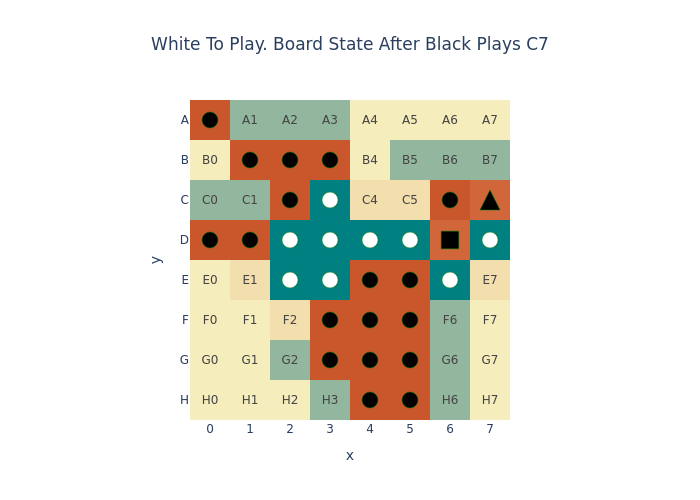 White To Play. Board State After Black Plays C7
A A1 A2 A3 A4 A5 A6 A7
B B0 B4 B5 B6 B7
C C0 C1 C4 C5
D
E E0 E1 E7
F F0 F1 F2 F6 F7
G G0 G1 G2 G6 G7
H H0 H1 H2 H3 H6 H7
0 1 2 3 4 5 6 7
x
y